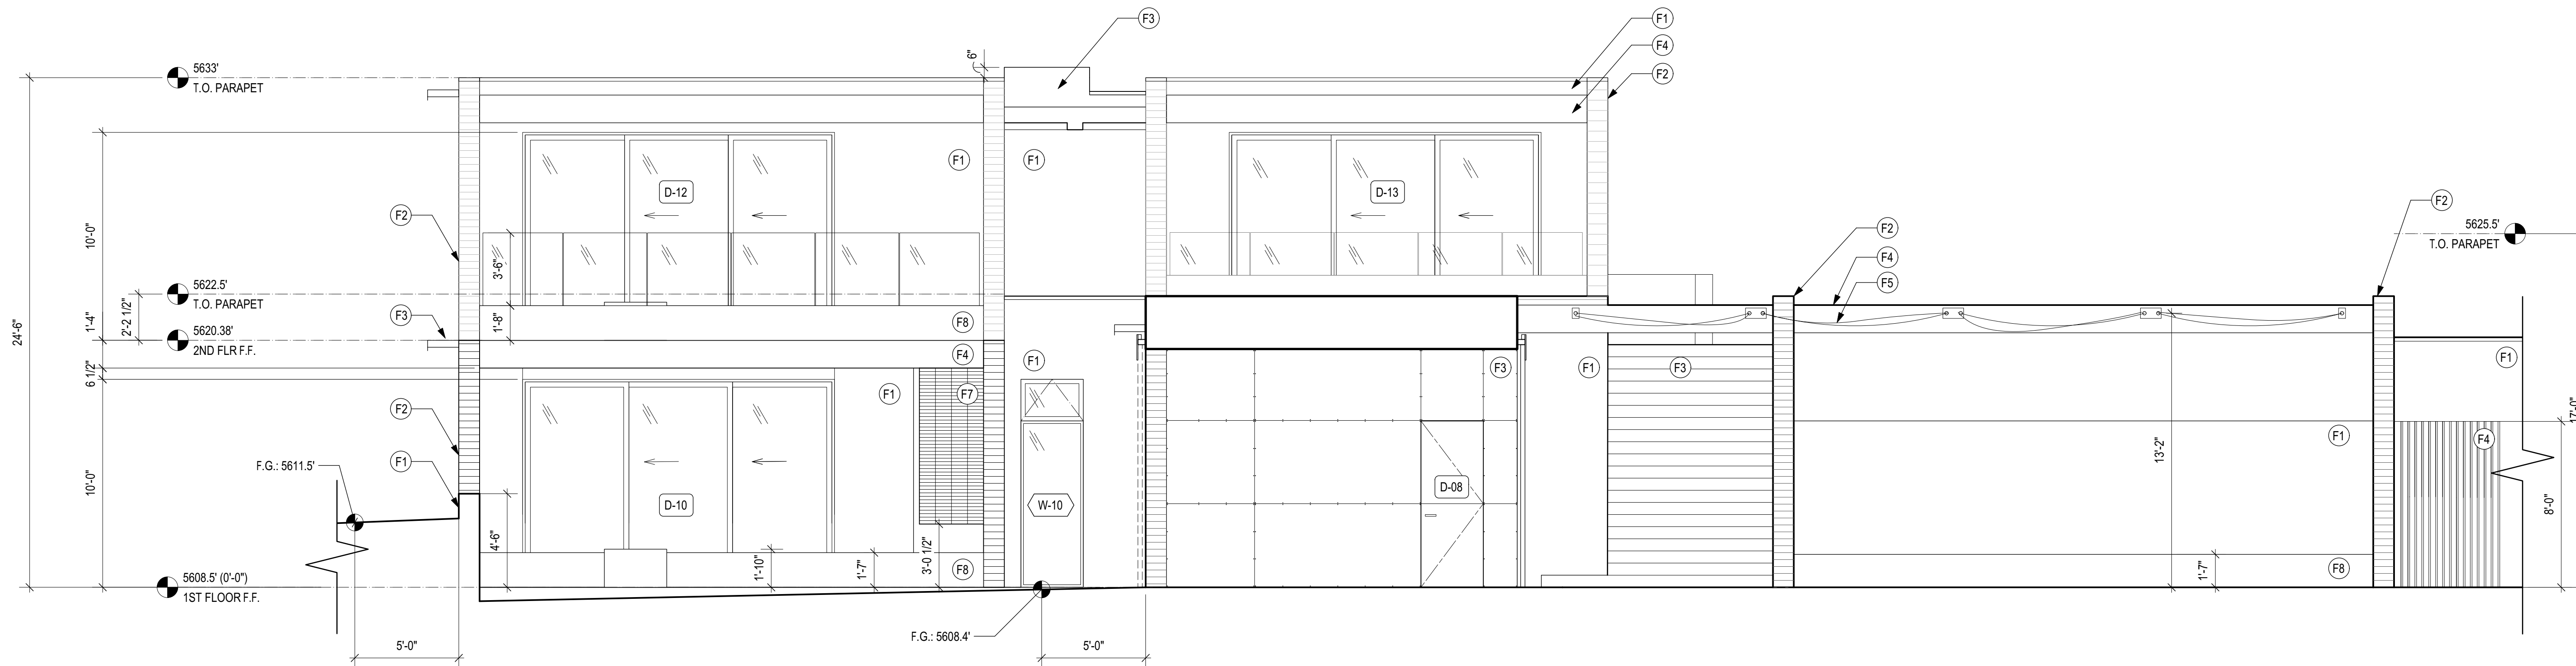 F3
F1
F4
F2
6"
5633'
T.O. PARAPET
24'-6"
10'-0"
F1
F1
D-12
D-13
F2
F2
F2
F4
F5
5625.5'
T.O. PARAPET
3'-6"
5622.5'
T.O. PARAPET
2'-2 1/2"
1'-4"
F3
1'-8"
F8
5620.38'
2ND FLR F.F.
F4
6 1/2"
F1
F7
F1
F3
F1
F3
F1
17'-0"
F2
F1
F4
10'-0"
F.G.: 5611.5'
F1
D-10
W-10
D-08
13'-2"
8'-0"
4'-6"
3'-0 1/2"
1'-10"
1'-7"
F8
1'-7"
F8
5608.5' (0'-0")
1ST FLOOR F.F.
F.G.: 5608.4'
5'-0"
5'-0"